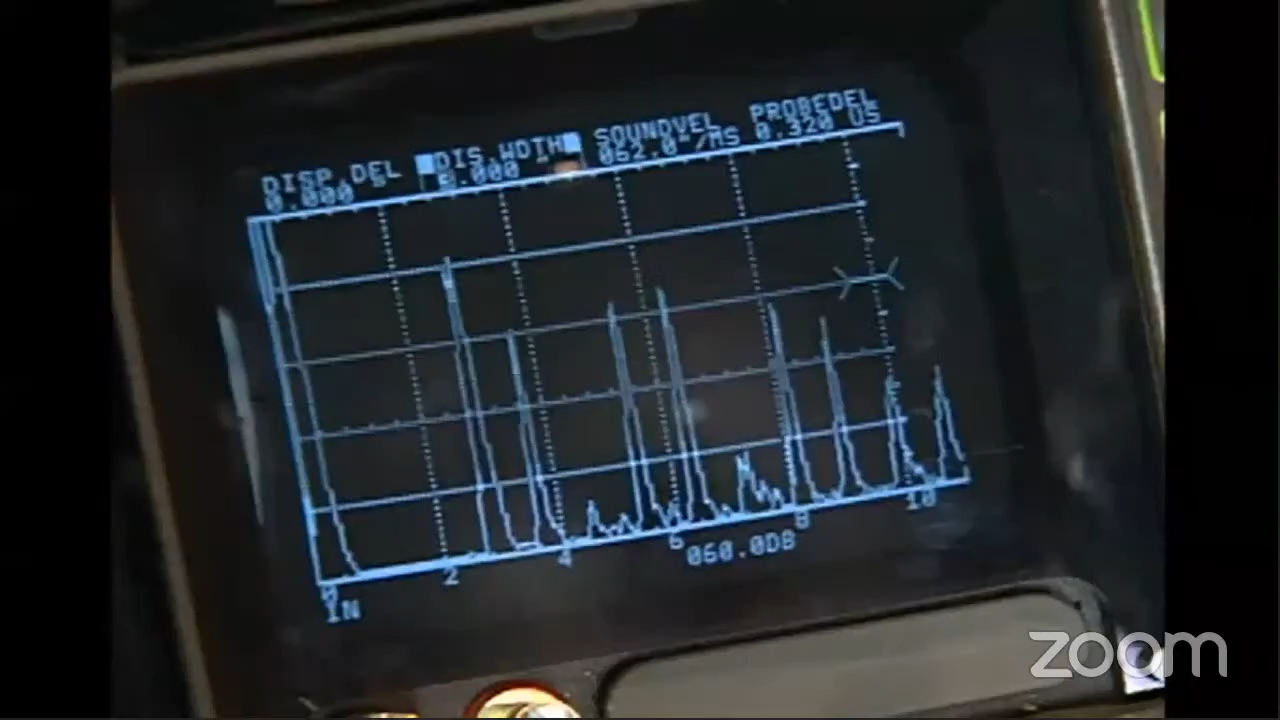 DISP.DEL DIS.WDTH SOUNDVEL PROBEDEL
0.000 " .000 " 062.0"/MS 0.320 US
0 2 4 6 8 10
IN 060.0DB
zoom